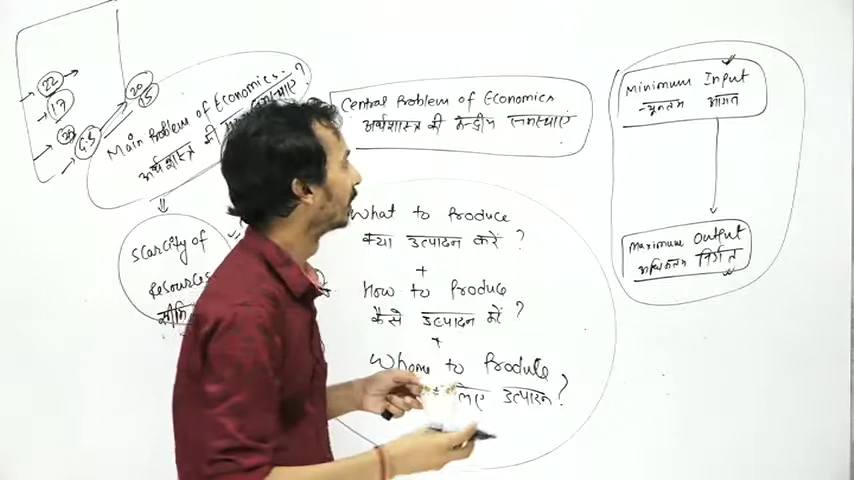 22
17
20
15
G.S
Main Problem of Economics. ?
अर्थशास्त्र की
Scarcity of
Resources
Central Problem of Economics
अर्थशास्त्र की केन्द्रीय समस्याएं
What to Produce
क्या उत्पादन करें ?
+
How to Produce
कैसे उत्पादन करें ?
+
Whome to Produce
लिए उत्पादन ?
Minimum Input
न्यूनतम आगत
Maximum Output
अधिकतम निर्गत